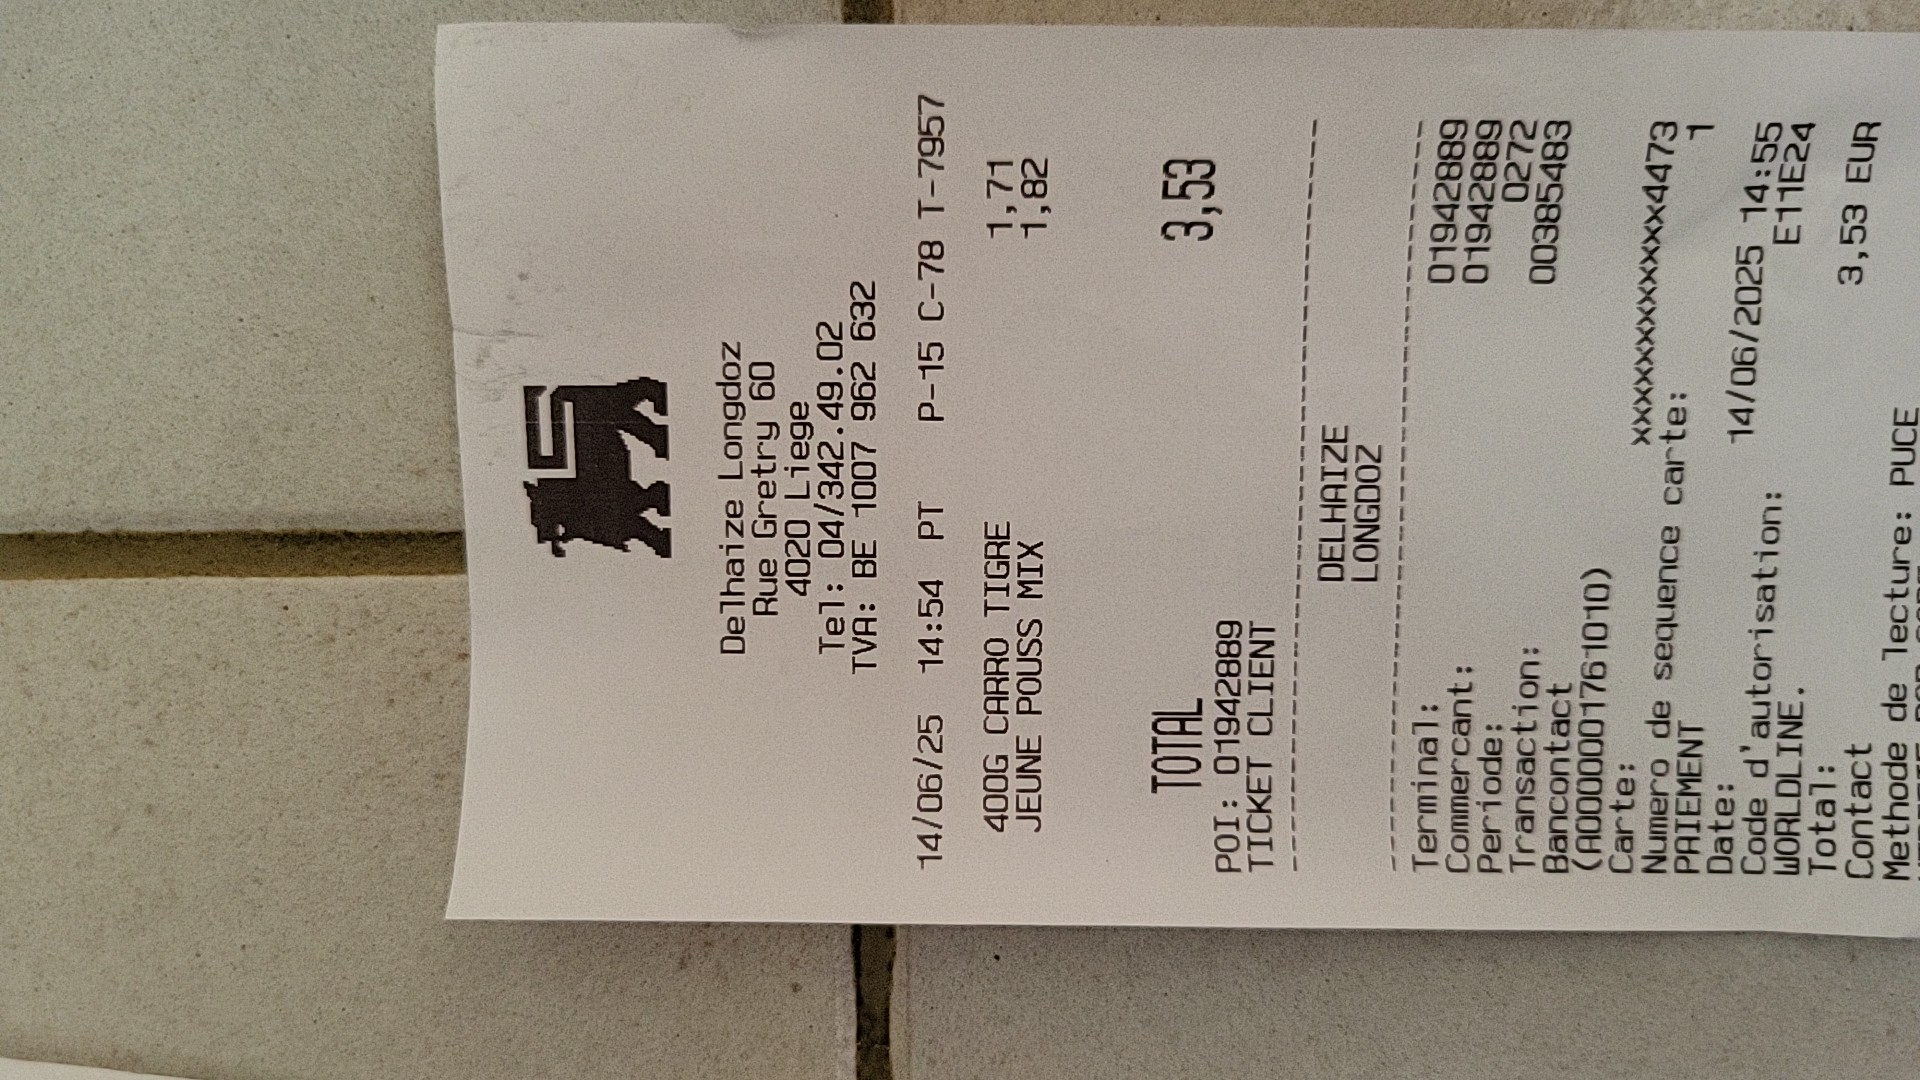 Delhaize Longdoz
Rue Gretry 60
4020 Liege
Tel: 04/342.49.02
TVA: BE 1007 962 632
14/06/25 14:54 PT P-15 C-78 T-7957
400G CARRO TIGRE 1,71
JEUNE POUSS MIX 1,82
TOTAL 3,53
POI: 01942889
TICKET CLIENT
DELHAIZE
LONGDOZ
Terminal: 01942889
Commercant: 01942889
Periode: 0272
Transaction: 00385483
Bancontact
(A000001761010)
Carte: xxxxxxxxxxxxx4473
Numero de sequence carte: 1
PAIEMENT
Date: 14/06/2025 14:55
Code d'autorisation: E11E24
WORLDLINE.
Total: 3,53 EUR
Contact
Methode de lecture: PUCE